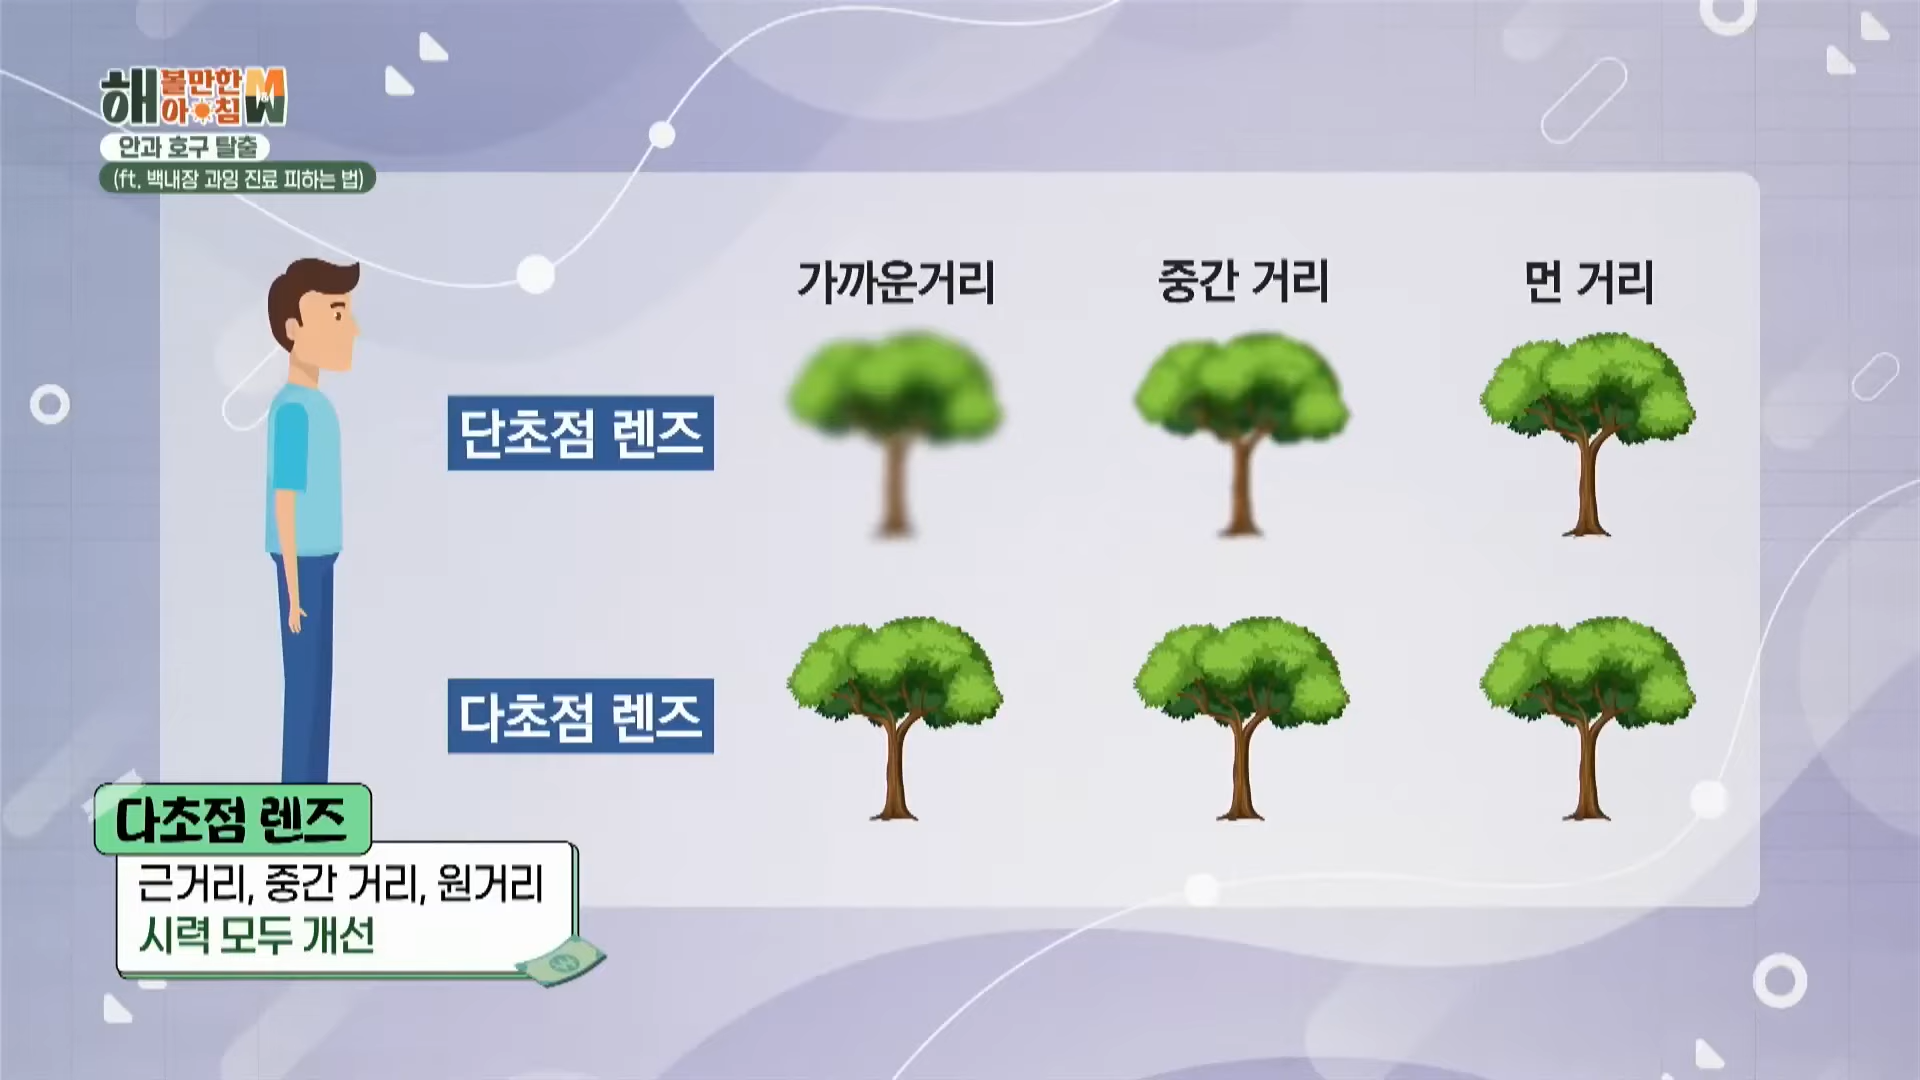 해볼만한
아침M&W
안과 호구 탈출
(ft. 백내장 과잉 진료 피하는 법)
가까운거리 중간 거리 먼 거리
단초점 렌즈
다초점 렌즈
다초점 렌즈
근거리, 중간 거리, 원거리
시력 모두 개선